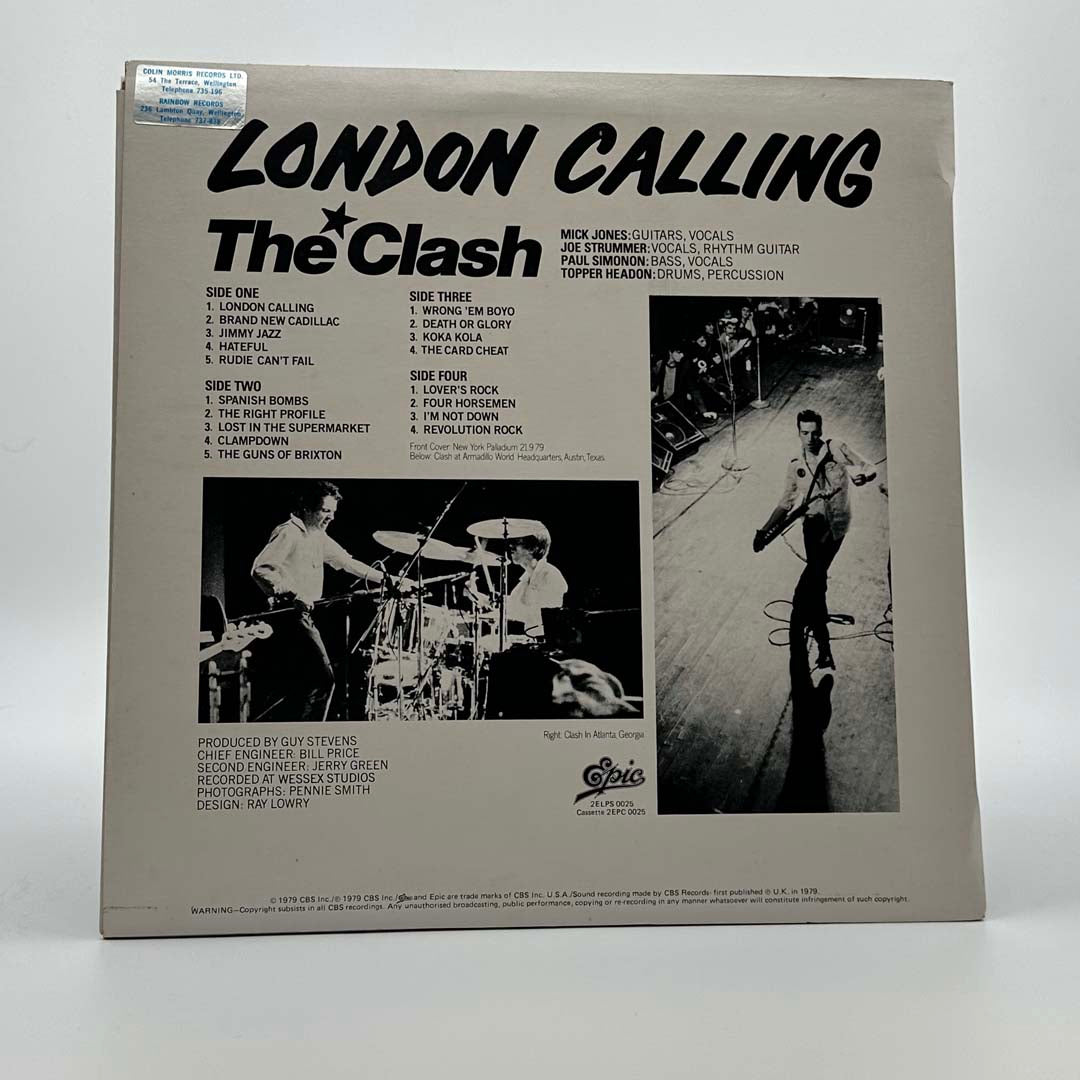 COLIN MORRIS RECORDS LTD.
54 The Terrace, Wellington
Telephone 735-196
RAINBOW RECORDS
236 Lambton Quay, Wellington
Telephone 737-838
LONDON CALLING
The Clash
MICK JONES: GUITARS, VOCALS
JOE STRUMMER: VOCALS, RHYTHM GUITAR
PAUL SIMONON: BASS, VOCALS
TOPPER HEADON: DRUMS, PERCUSSION
SIDE ONE
1. LONDON CALLING
2. BRAND NEW CADILLAC
3. JIMMY JAZZ
4. HATEFUL
5. RUDIE CAN'T FAIL
SIDE TWO
1. SPANISH BOMBS
2. THE RIGHT PROFILE
3. LOST IN THE SUPERMARKET
4. CLAMPDOWN
5. THE GUNS OF BRIXTON
SIDE THREE
1. WRONG 'EM BOYO
2. DEATH OR GLORY
3. KOKA KOLA
4. THE CARD CHEAT
SIDE FOUR
1. LOVER'S ROCK
2. FOUR HORSEMEN
3. I'M NOT DOWN
4. REVOLUTION ROCK
Front Cover: New York Palladium 21.9.79
Below: Clash at Armadillo World Headquarters, Austin, Texas.
Right: Clash In Atlanta, Georgia
PRODUCED BY GUY STEVENS
CHIEF ENGINEER: BILL PRICE
SECOND ENGINEER: JERRY GREEN
RECORDED AT WESSEX STUDIOS
PHOTOGRAPHS: PENNIE SMITH
DESIGN: RAY LOWRY
Epic
2ELPS 0025
Cassette 2EPC 0025
© 1979 CBS Inc./℗ 1979 CBS Inc./Epic and Epic are trade marks of CBS Inc. U.S.A./Sound recording made by CBS Records- first published ℗ U.K. in 1979.
WARNING—Copyright subsists in all CBS recordings. Any unauthorised broadcasting, public performance, copying or re-recording in any manner whatsoever will constitute infringement of such copyright.